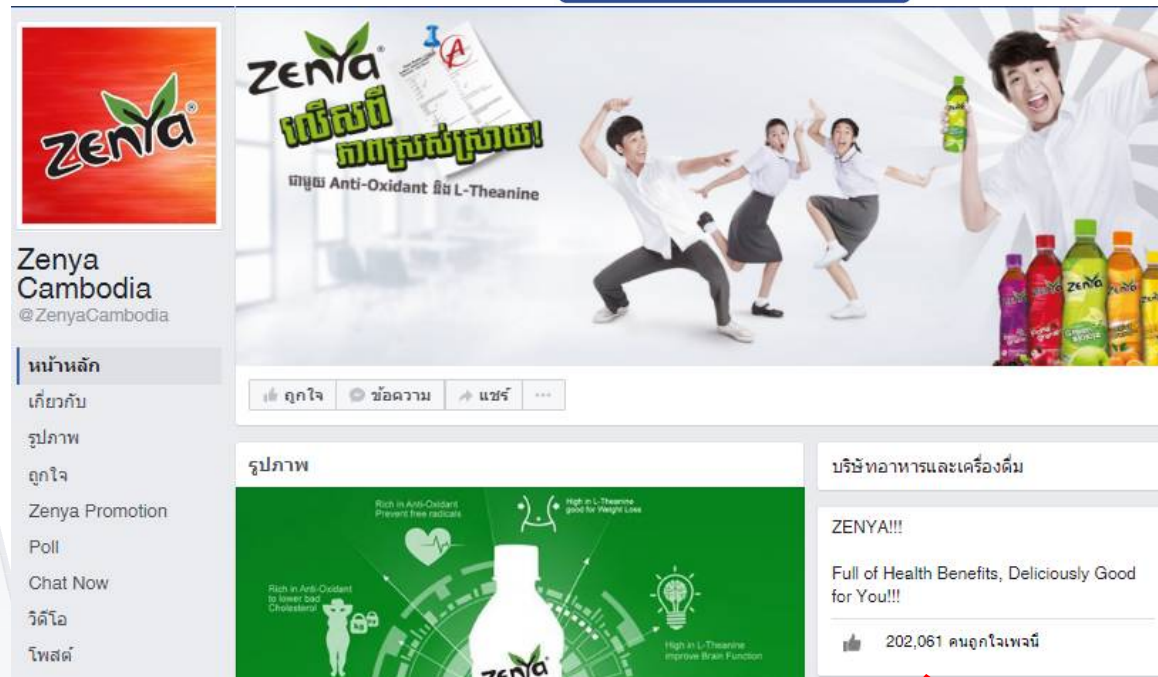 ZENYA
ZENYA
លើសពី
ភាពស្រស់ស្រាយ!
ជាមួយ Anti-Oxidant និង L-Theanine
Zenya
Cambodia
@ZenyaCambodia
หน้าหลัก
เกี่ยวกับ
รูปภาพ
ถูกใจ
Zenya Promotion
Poll
Chat Now
วิดีโอ
โพสต์
ถูกใจ
ข้อความ
แชร์
รูปภาพ
Rich in Anti-Oxidant
Prevent free radicals
High in L-Theanine
good for Weight Loss
Rich in Anti-Oxidant
to lower bad
Cholesterol
High in L-Theanine
improve Brain Function
ZENYA
บริษัทอาหารและเครื่องดื่ม
ZENYA!!!
Full of Health Benefits, Deliciously Good
for You!!!
202,061 คนถูกใจเพจนี้